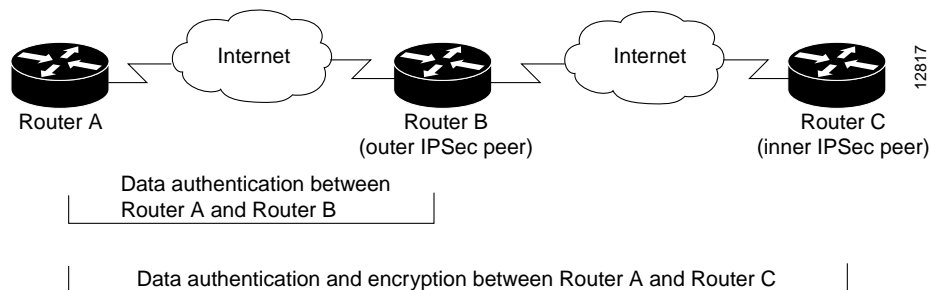 Internet
Internet
12817
Router A
Router B
(outer IPSec peer)
Router C
(inner IPSec peer)
Data authentication between
Router A and Router B
Data authentication and encryption between Router A and Router C